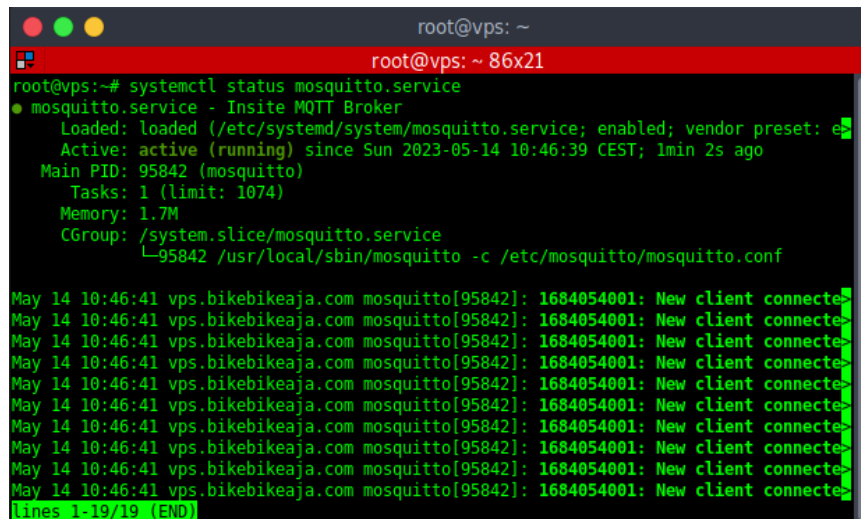 root@vps: ~
root@vps: ~ 86x21
root@vps:~# systemctl status mosquitto.service
● mosquitto.service - Insite MQTT Broker
Loaded: loaded (/etc/systemd/system/mosquitto.service; enabled; vendor preset: e>
Active: active (running) since Sun 2023-05-14 10:46:39 CEST; 1min 2s ago
Main PID: 95842 (mosquitto)
Tasks: 1 (limit: 1074)
Memory: 1.7M
CGroup: /system.slice/mosquitto.service
└─95842 /usr/local/sbin/mosquitto -c /etc/mosquitto/mosquitto.conf
May 14 10:46:41 vps.bikebikeaja.com mosquitto[95842]: 1684054001: New client connecte>
May 14 10:46:41 vps.bikebikeaja.com mosquitto[95842]: 1684054001: New client connecte>
May 14 10:46:41 vps.bikebikeaja.com mosquitto[95842]: 1684054001: New client connecte>
May 14 10:46:41 vps.bikebikeaja.com mosquitto[95842]: 1684054001: New client connecte>
May 14 10:46:41 vps.bikebikeaja.com mosquitto[95842]: 1684054001: New client connecte>
May 14 10:46:41 vps.bikebikeaja.com mosquitto[95842]: 1684054001: New client connecte>
May 14 10:46:41 vps.bikebikeaja.com mosquitto[95842]: 1684054001: New client connecte>
May 14 10:46:41 vps.bikebikeaja.com mosquitto[95842]: 1684054001: New client connecte>
May 14 10:46:41 vps.bikebikeaja.com mosquitto[95842]: 1684054001: New client connecte>
May 14 10:46:41 vps.bikebikeaja.com mosquitto[95842]: 1684054001: New client connecte>
lines 1-19/19 (END)